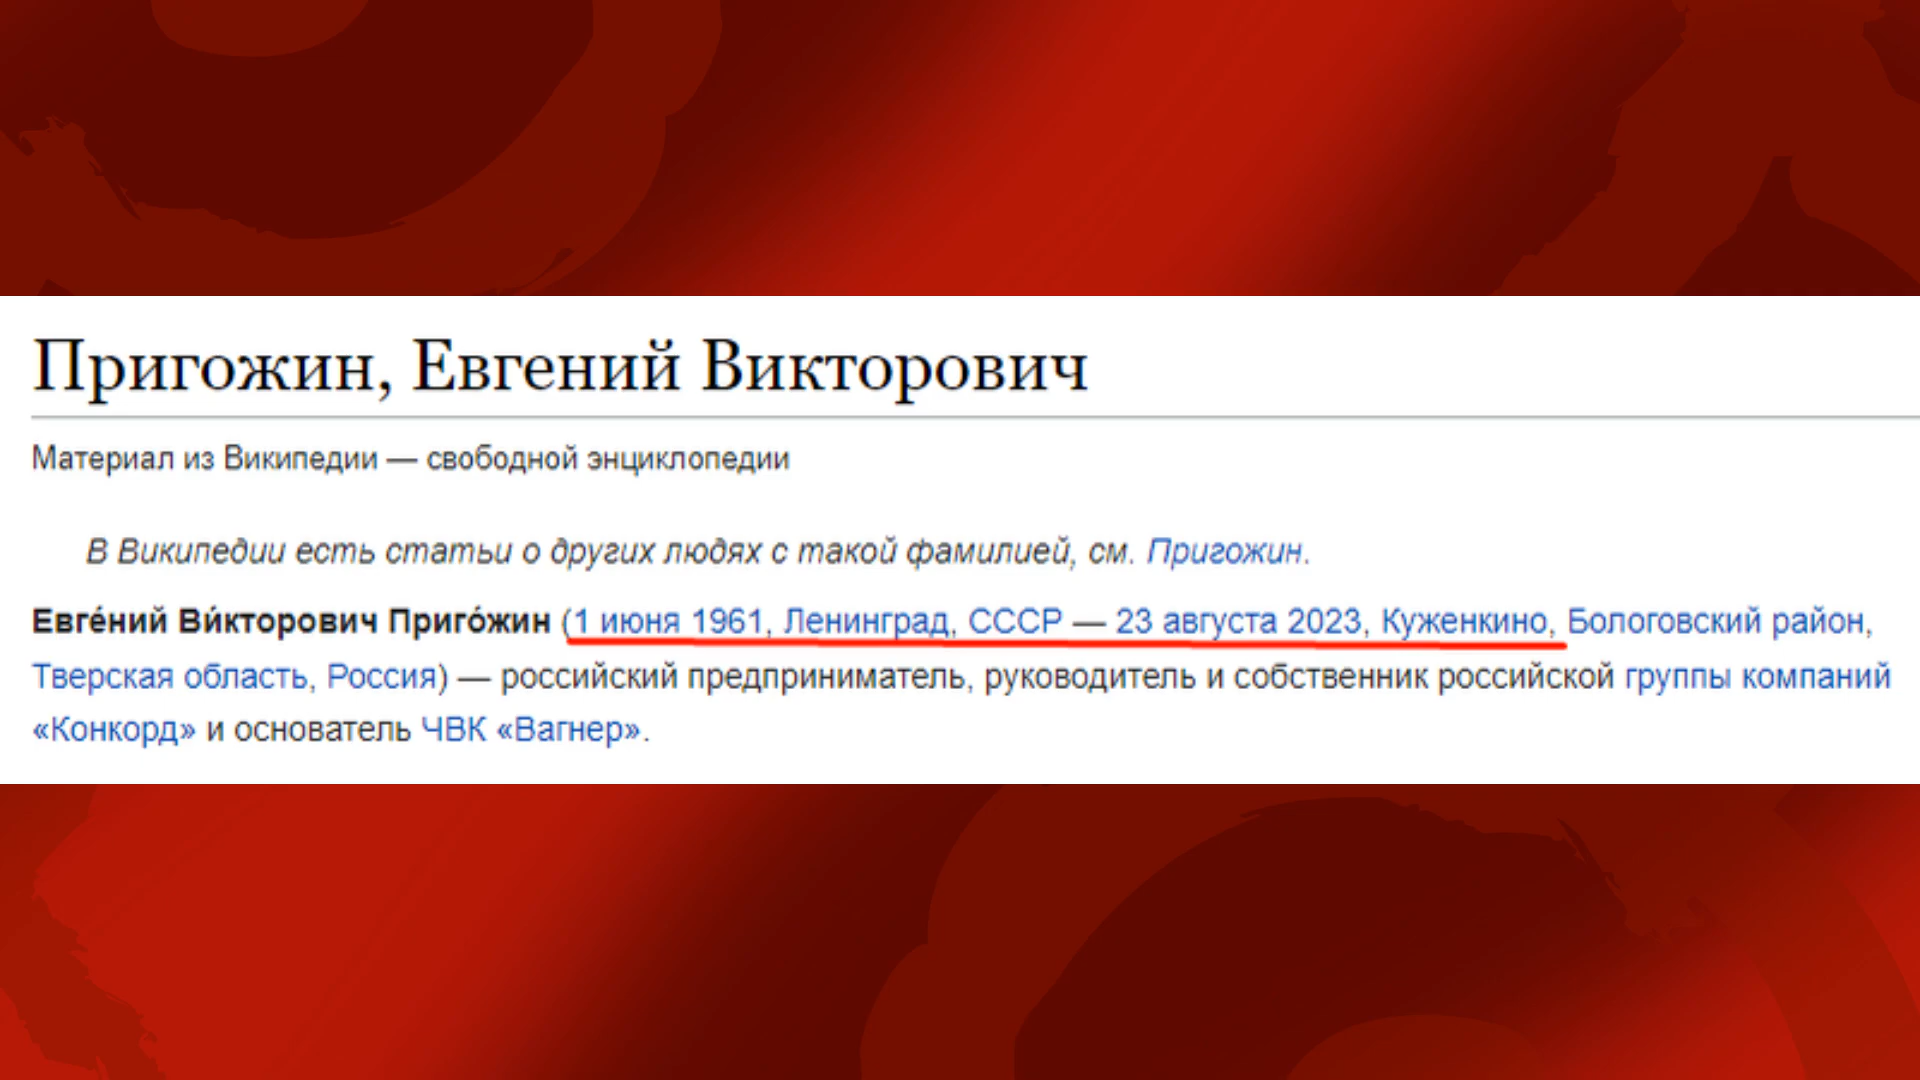 Пригожин, Евгений Викторович
Материал из Википедии — свободной энциклопедии
В Википедии есть статьи о других людях с такой фамилией, см. Пригожин.
Евге́ний Ви́кторович Приго́жин (1 июня 1961, Ленинград, СССР — 23 августа 2023, Куженкино, Бологовский район,
Тверская область, Россия) — российский предприниматель, руководитель и собственник российской группы компаний
«Конкорд» и основатель ЧВК «Вагнер».